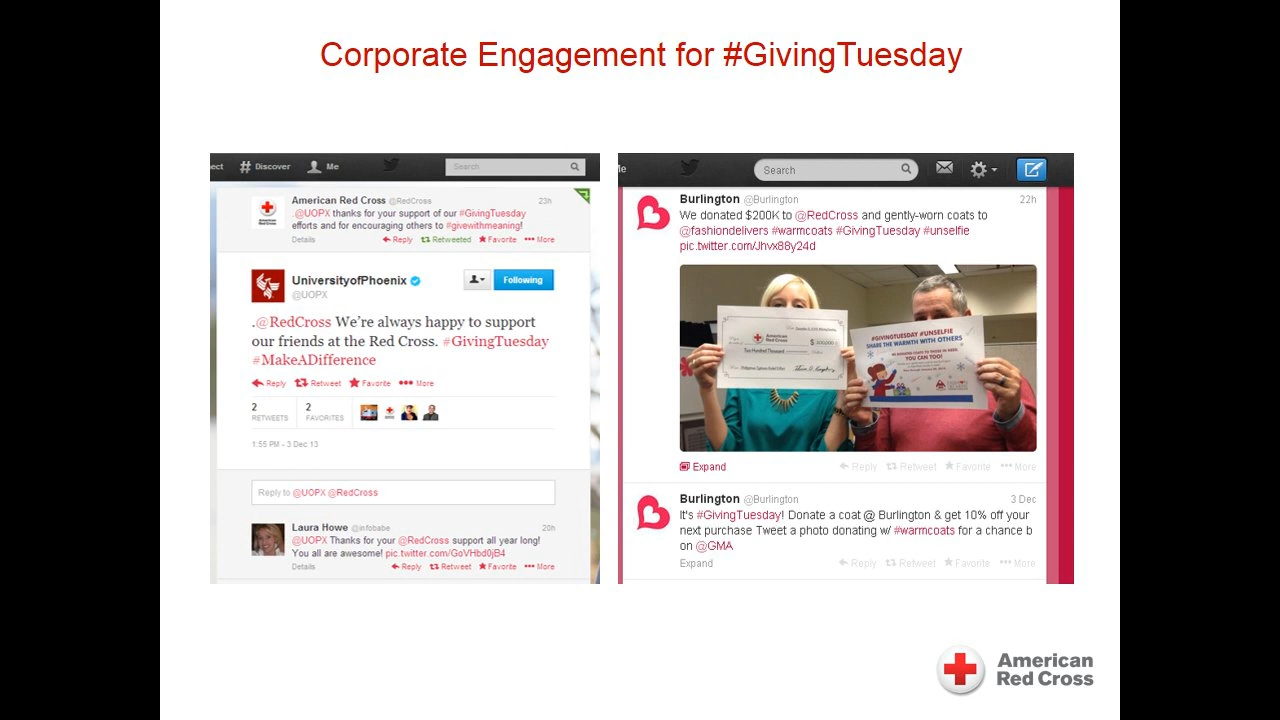 Corporate Engagement for #GivingTuesday
ect # Discover Me Search
American Red Cross @RedCross 23h
.@UOPX thanks for your support of our #GivingTuesday
efforts and for encouraging others to #givewithmeaning!
Details Reply Retweeted Favorite More
American
Red Cross
UniversityofPhoenix Following
@UOPX
.@RedCross We're always happy to support
our friends at the Red Cross. #GivingTuesday
#MakeADifference
Reply Retweet Favorite More
2 2
RETWEETS FAVORITES
1:55 PM - 3 Dec 13
Reply to @UOPX @RedCross
Laura Howe @infobabe 20h
@UOPX Thanks for your @RedCross support all year long!
You all are awesome! pic.twitter.com/GoVHbd0jB4
Details Reply Retweet Favorite More
Me Search
Burlington @Burlington 22h
We donated $200K to @RedCross and gently-worn coats to
@fashiondelivers #warmcoats #GivingTuesday #unselfie
pic.twitter.com/Jhvx88y24d
American
Red Cross
$ 200,000
Two Hundred Thousand
#GIVINGTUESDAY #UNSELFIE
SHARE THE WARMTH WITH OTHERS
YOU CAN TOO!
Expand Reply Retweet Favorite More
Burlington @Burlington 3 Dec
It's #GivingTuesday! Donate a coat @ Burlington & get 10% off your
next purchase Tweet a photo donating w/ #warmcoats for a chance b
on @GMA
Expand Reply Retweet Favorite More
American
Red Cross